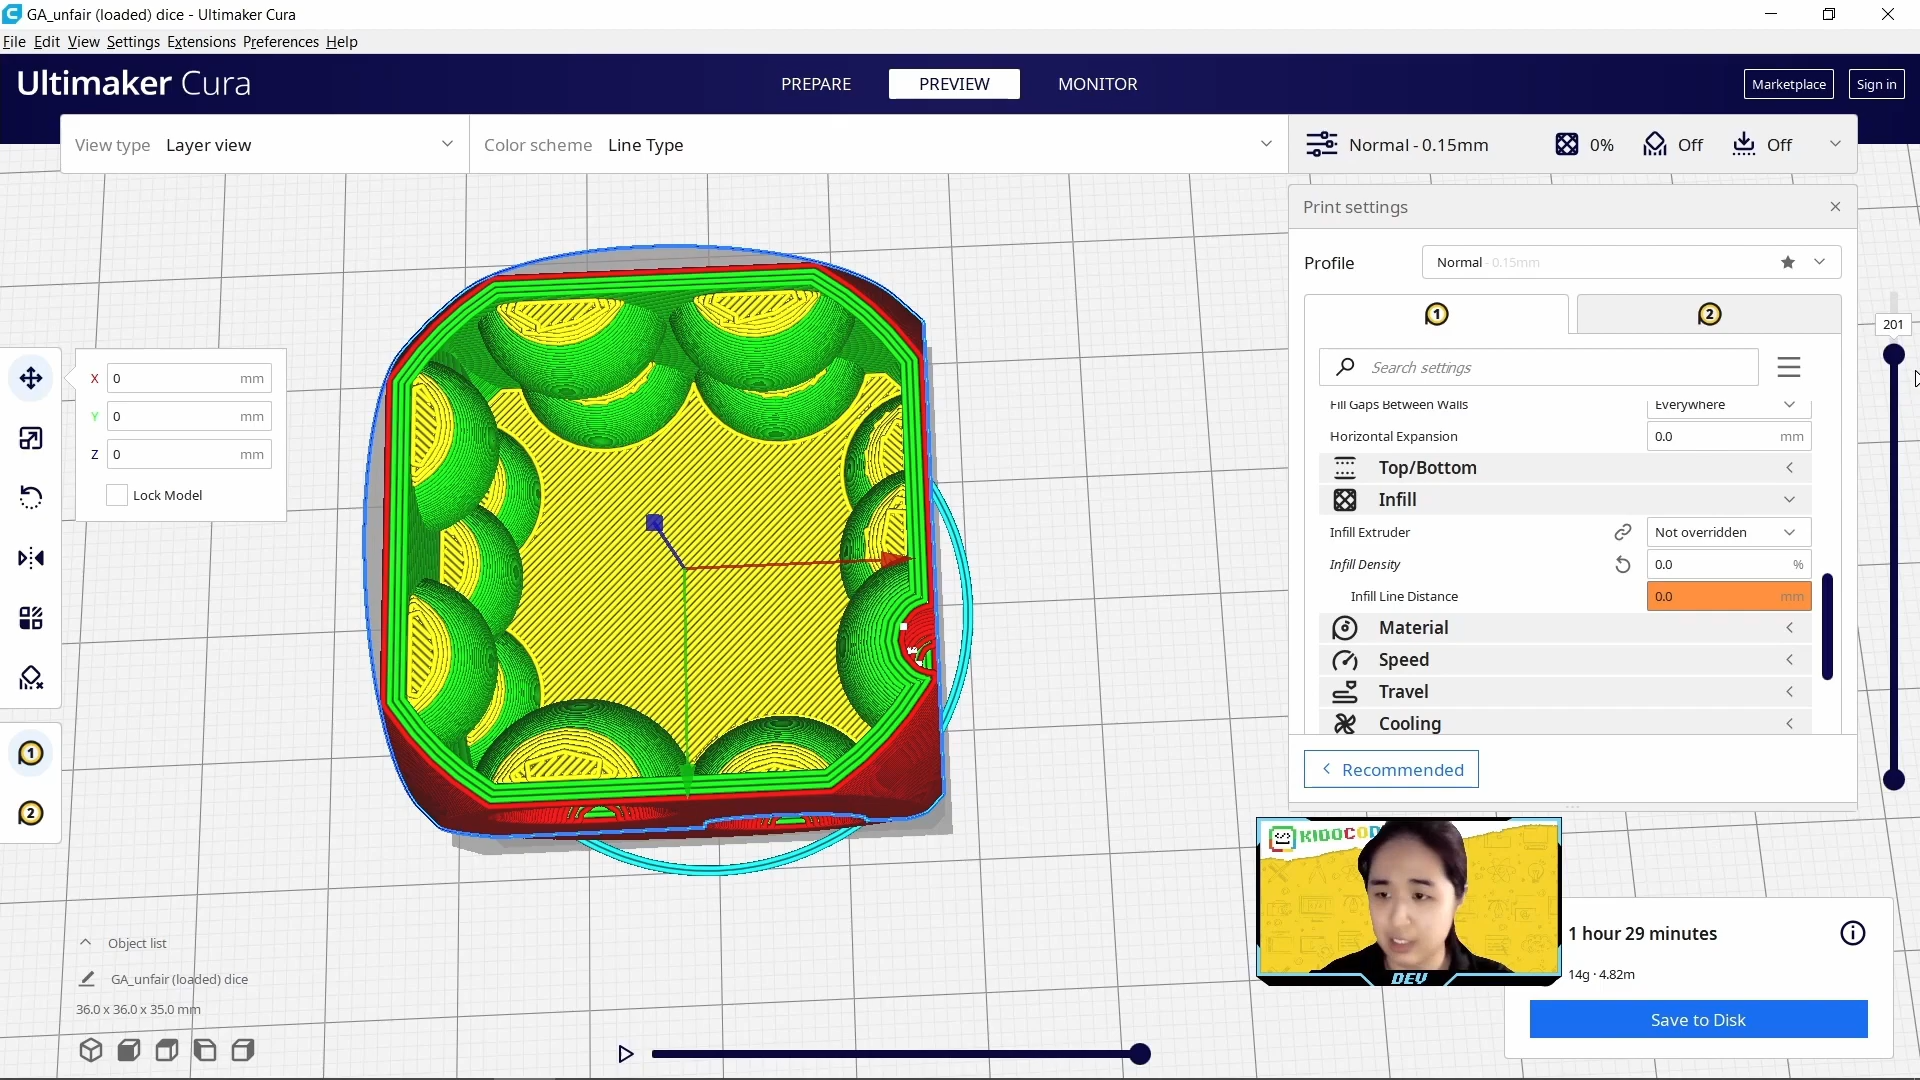 GA_unfair (loaded) dice - Ultimaker Cura
File Edit View Settings Extensions Preferences Help
Ultimaker Cura
PREPARE
PREVIEW
MONITOR
Marketplace
Sign in
View type Layer view
Color scheme Line Type
Normal - 0.15mm
0%
Off
Off
Print settings
Profile
Normal - 0.15mm
1
2
Search settings
201
X 0 mm
Y 0 mm
Z 0 mm
Lock Model
Fill Gaps Between Walls Everywhere
Horizontal Expansion 0.0 mm
Top/Bottom
Infill
Infill Extruder Not overridden
Infill Density 0.0 %
Infill Line Distance 0.0 mm
Material
Speed
Travel
Cooling
Recommended
1
2
KIDOCOD
DEV
1 hour 29 minutes
14g · 4.82m
Save to Disk
Object list
GA_unfair (loaded) dice
36.0 x 36.0 x 35.0 mm